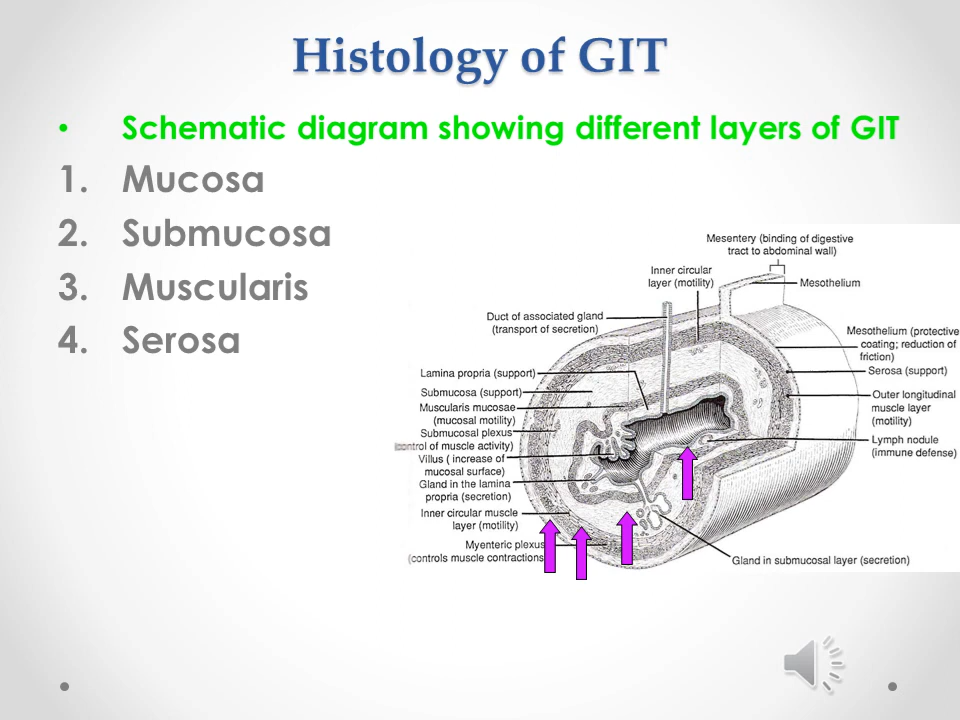 Histology of GIT
• Schematic diagram showing different layers of GIT
1. Mucosa
2. Submucosa
3. Muscularis
4. Serosa
Mesentery (binding of digestive
tract to abdominal wall)
Inner circular
layer (motility)
Mesothelium
Duct of associated gland
(transport of secretion)
Mesothelium (protective
coating; reduction of
friction)
Lamina propria (support)
Serosa (support)
Submucosa (support)
Outer longitudinal
muscle layer
(motility)
Muscularis mucosae
(mucosal motility)
Submucosal plexus
(control of muscle activity)
Lymph nodule
(immune defense)
Villus ( increase of
mucosal surface)
Gland in the lamina
propria (secretion)
Inner circular muscle
layer (motility)
Myenteric plexus
(controls muscle contractions)
Gland in submucosal layer (secretion)